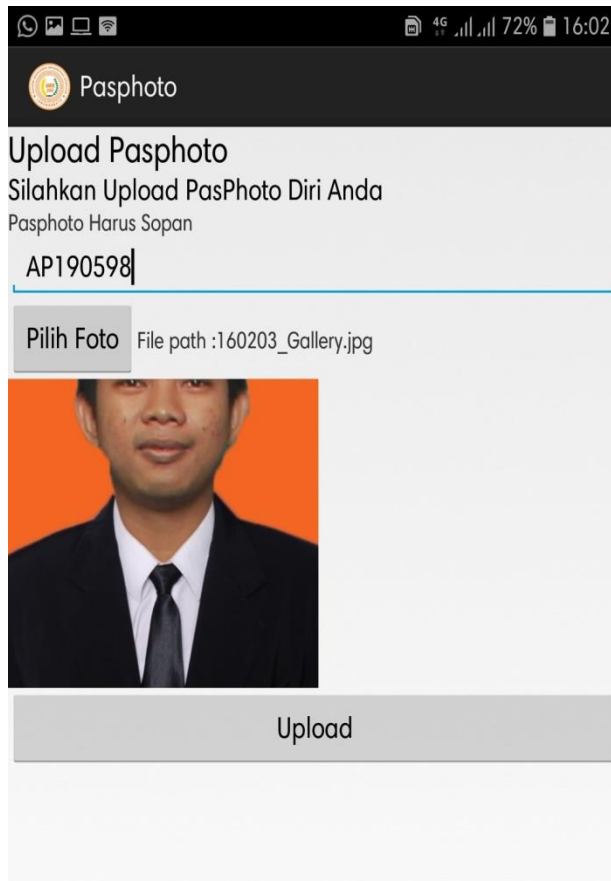 4G 72% 16:02
Pasphoto
Upload Pasphoto
Silahkan Upload PasPhoto Diri Anda
Pasphoto Harus Sopan
AP190598
Pilih Foto File path :160203_Gallery.jpg
Upload